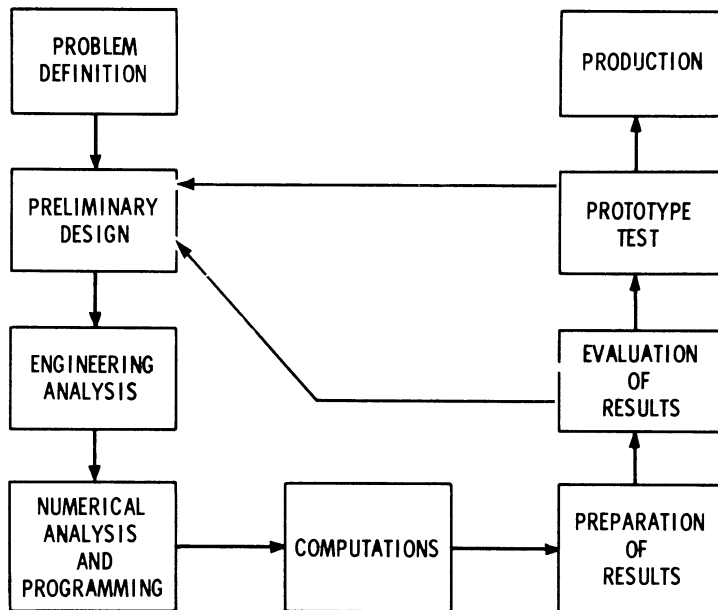 PROBLEM
DEFINITION
PRODUCTION
PRELIMINARY
DESIGN
PROTOTYPE
TEST
ENGINEERING
ANALYSIS
EVALUATION
OF
RESULTS
NUMERICAL
ANALYSIS
AND
PROGRAMMING
COMPUTATIONS
PREPARATION
OF
RESULTS